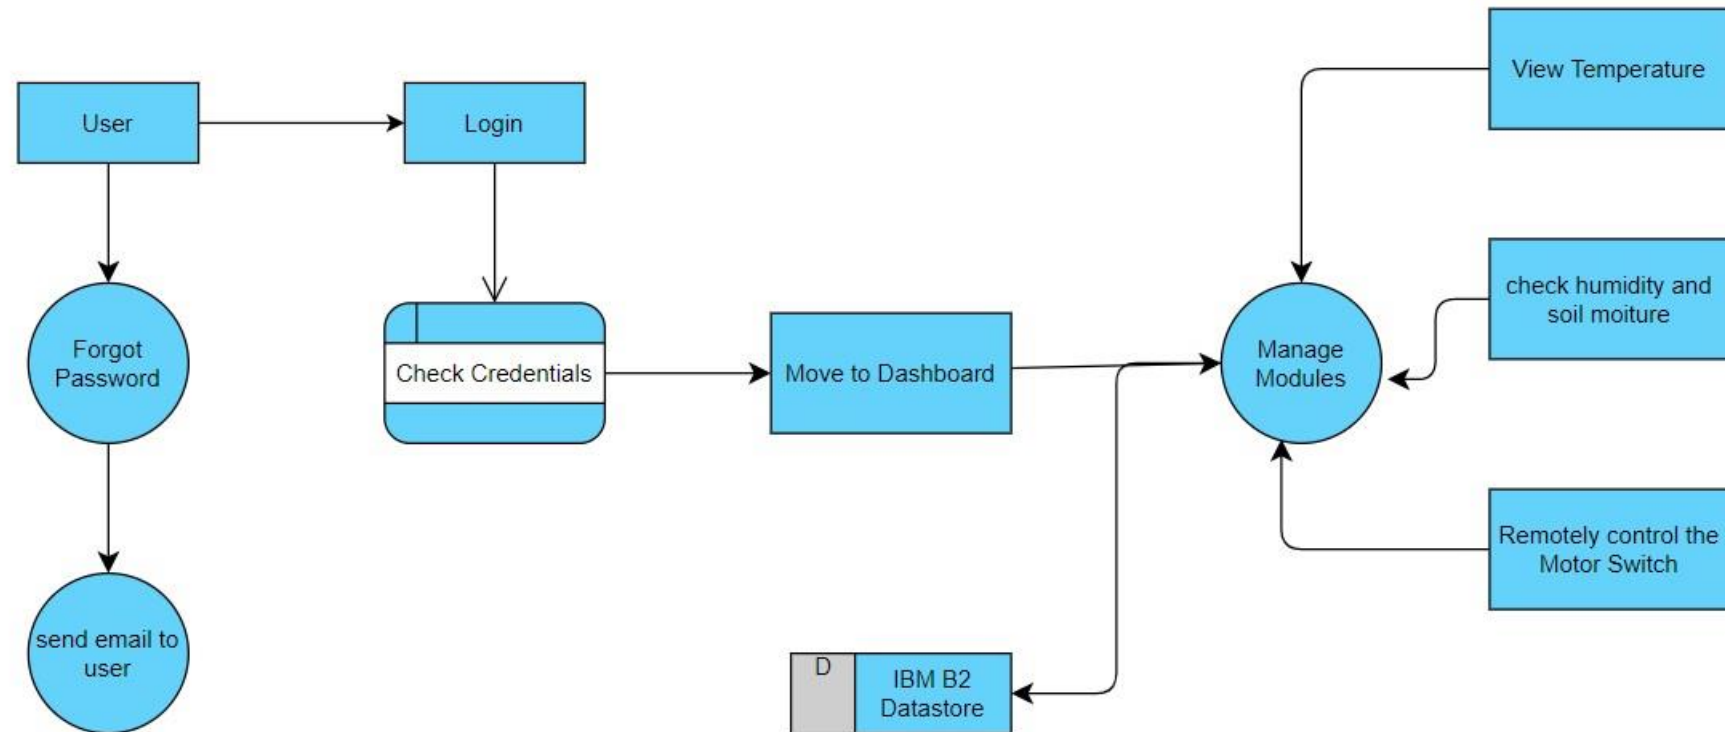 User
Login
Forgot
Password
send email to
user
Check Credentials
Move to Dashboard
D
IBM B2
Datastore
Manage
Modules
View Temperature
check humidity and
soil moiture
Remotely control the
Motor Switch